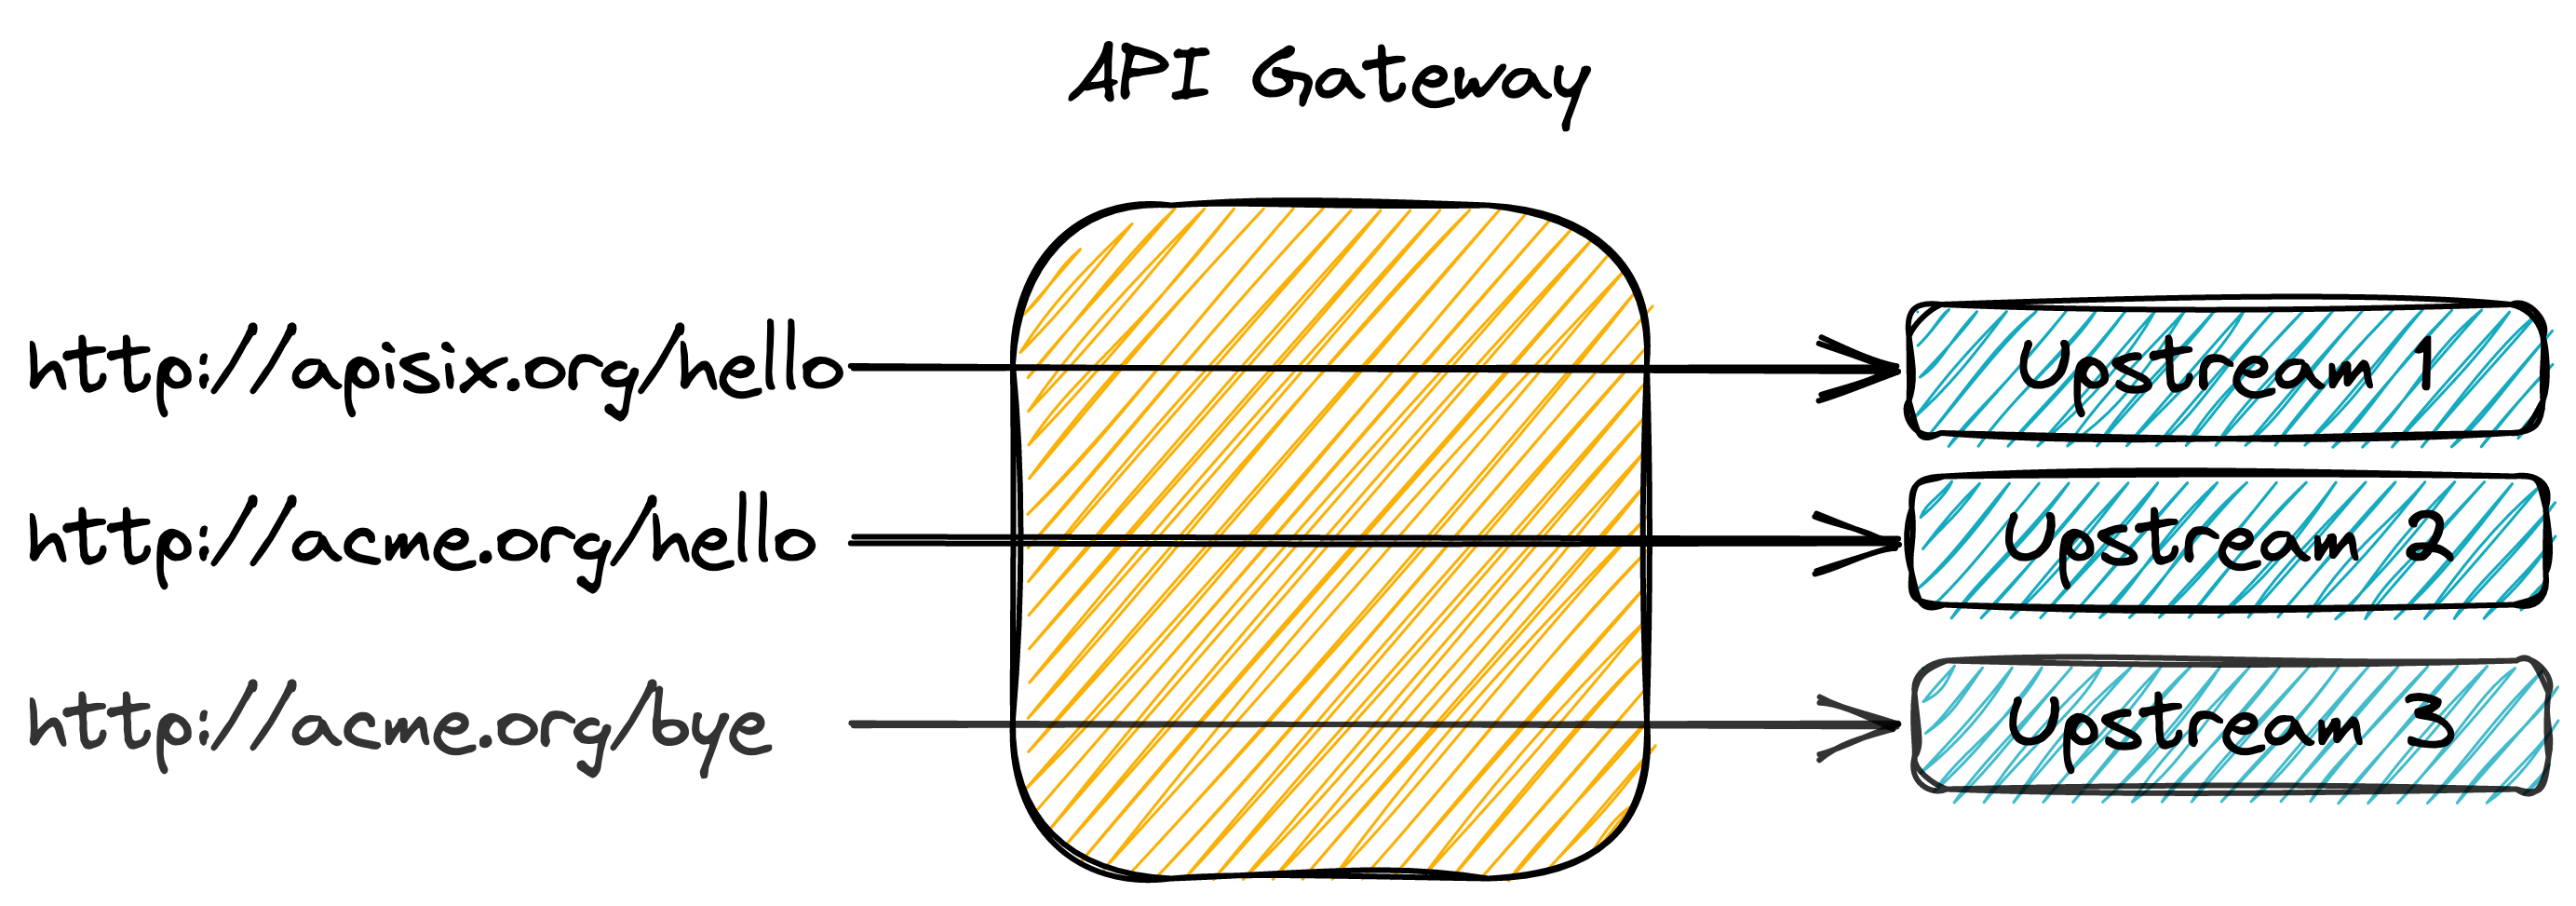 API Gateway
http://apisix.org/hello
Upstream 1
http://acme.org/hello
Upstream 2
http://acme.org/bye
Upstream 3